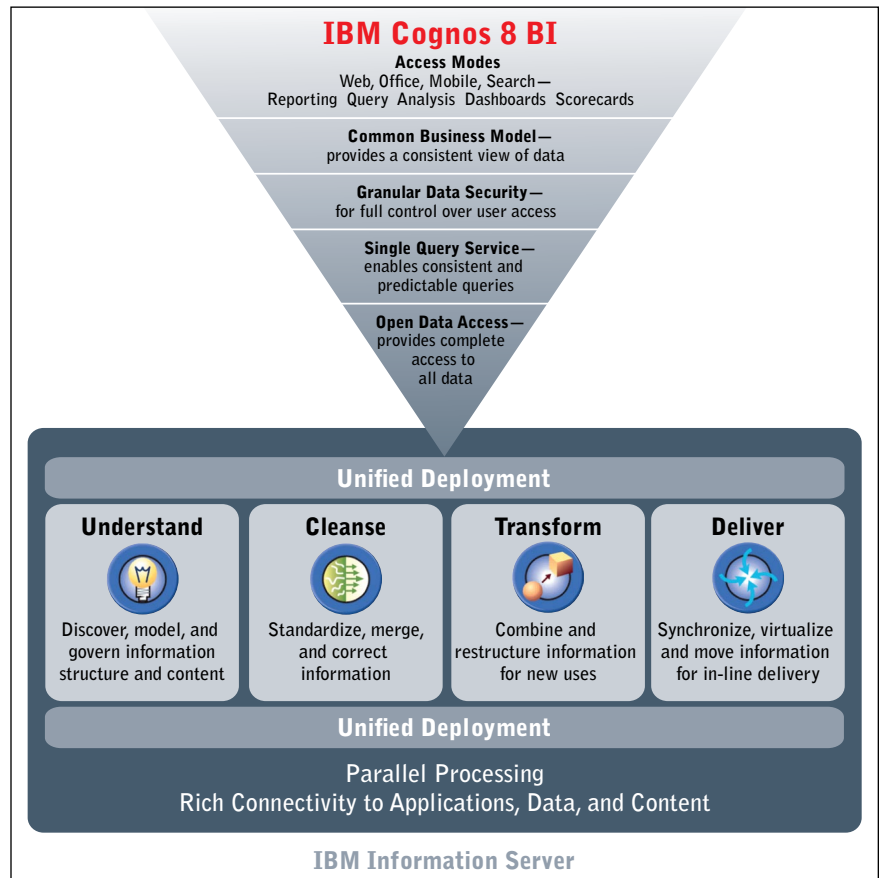 IBM Cognos 8 BI
Access Modes
Web, Office, Mobile, Search—
Reporting Query Analysis Dashboards Scorecards
Common Business Model—
provides a consistent view of data
Granular Data Security—
for full control over user access
Single Query Service—
enables consistent and
predictable queries
Open Data Access—
provides complete
access to
all data
Unified Deployment
Understand
Discover, model, and
govern information
structure and content
Cleanse
Standardize, merge,
and correct
information
Transform
Combine and
restructure information
for new uses
Deliver
Synchronize, virtualize
and move information
for in-line delivery
Unified Deployment
Parallel Processing
Rich Connectivity to Applications, Data, and Content
IBM Information Server